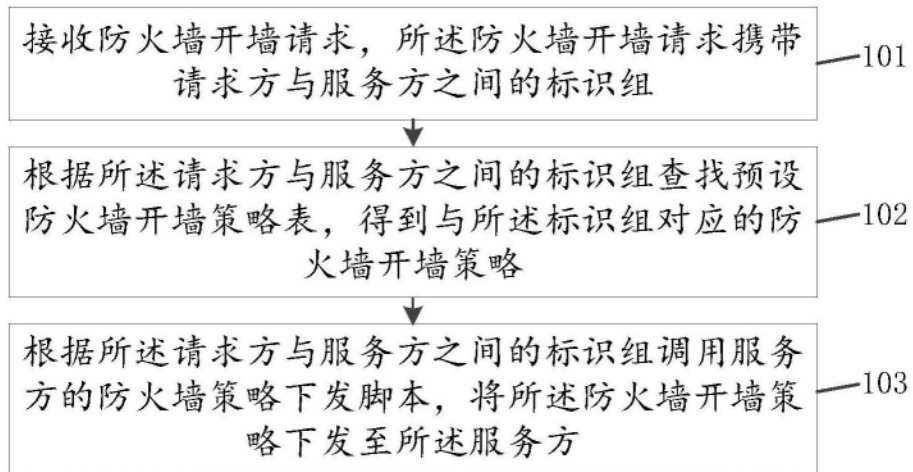 接收防火墙开墙请求，所述防火墙开墙请求携带
请求方与服务方之间的标识组
101
根据所述请求方与服务方之间的标识组查找预设
防火墙开墙策略表，得到与所述标识组对应的防
火墙开墙策略
102
根据所述请求方与服务方之间的标识组调用服务
方的防火墙策略下发脚本，将所述防火墙开墙策
略下发至所述服务方
103